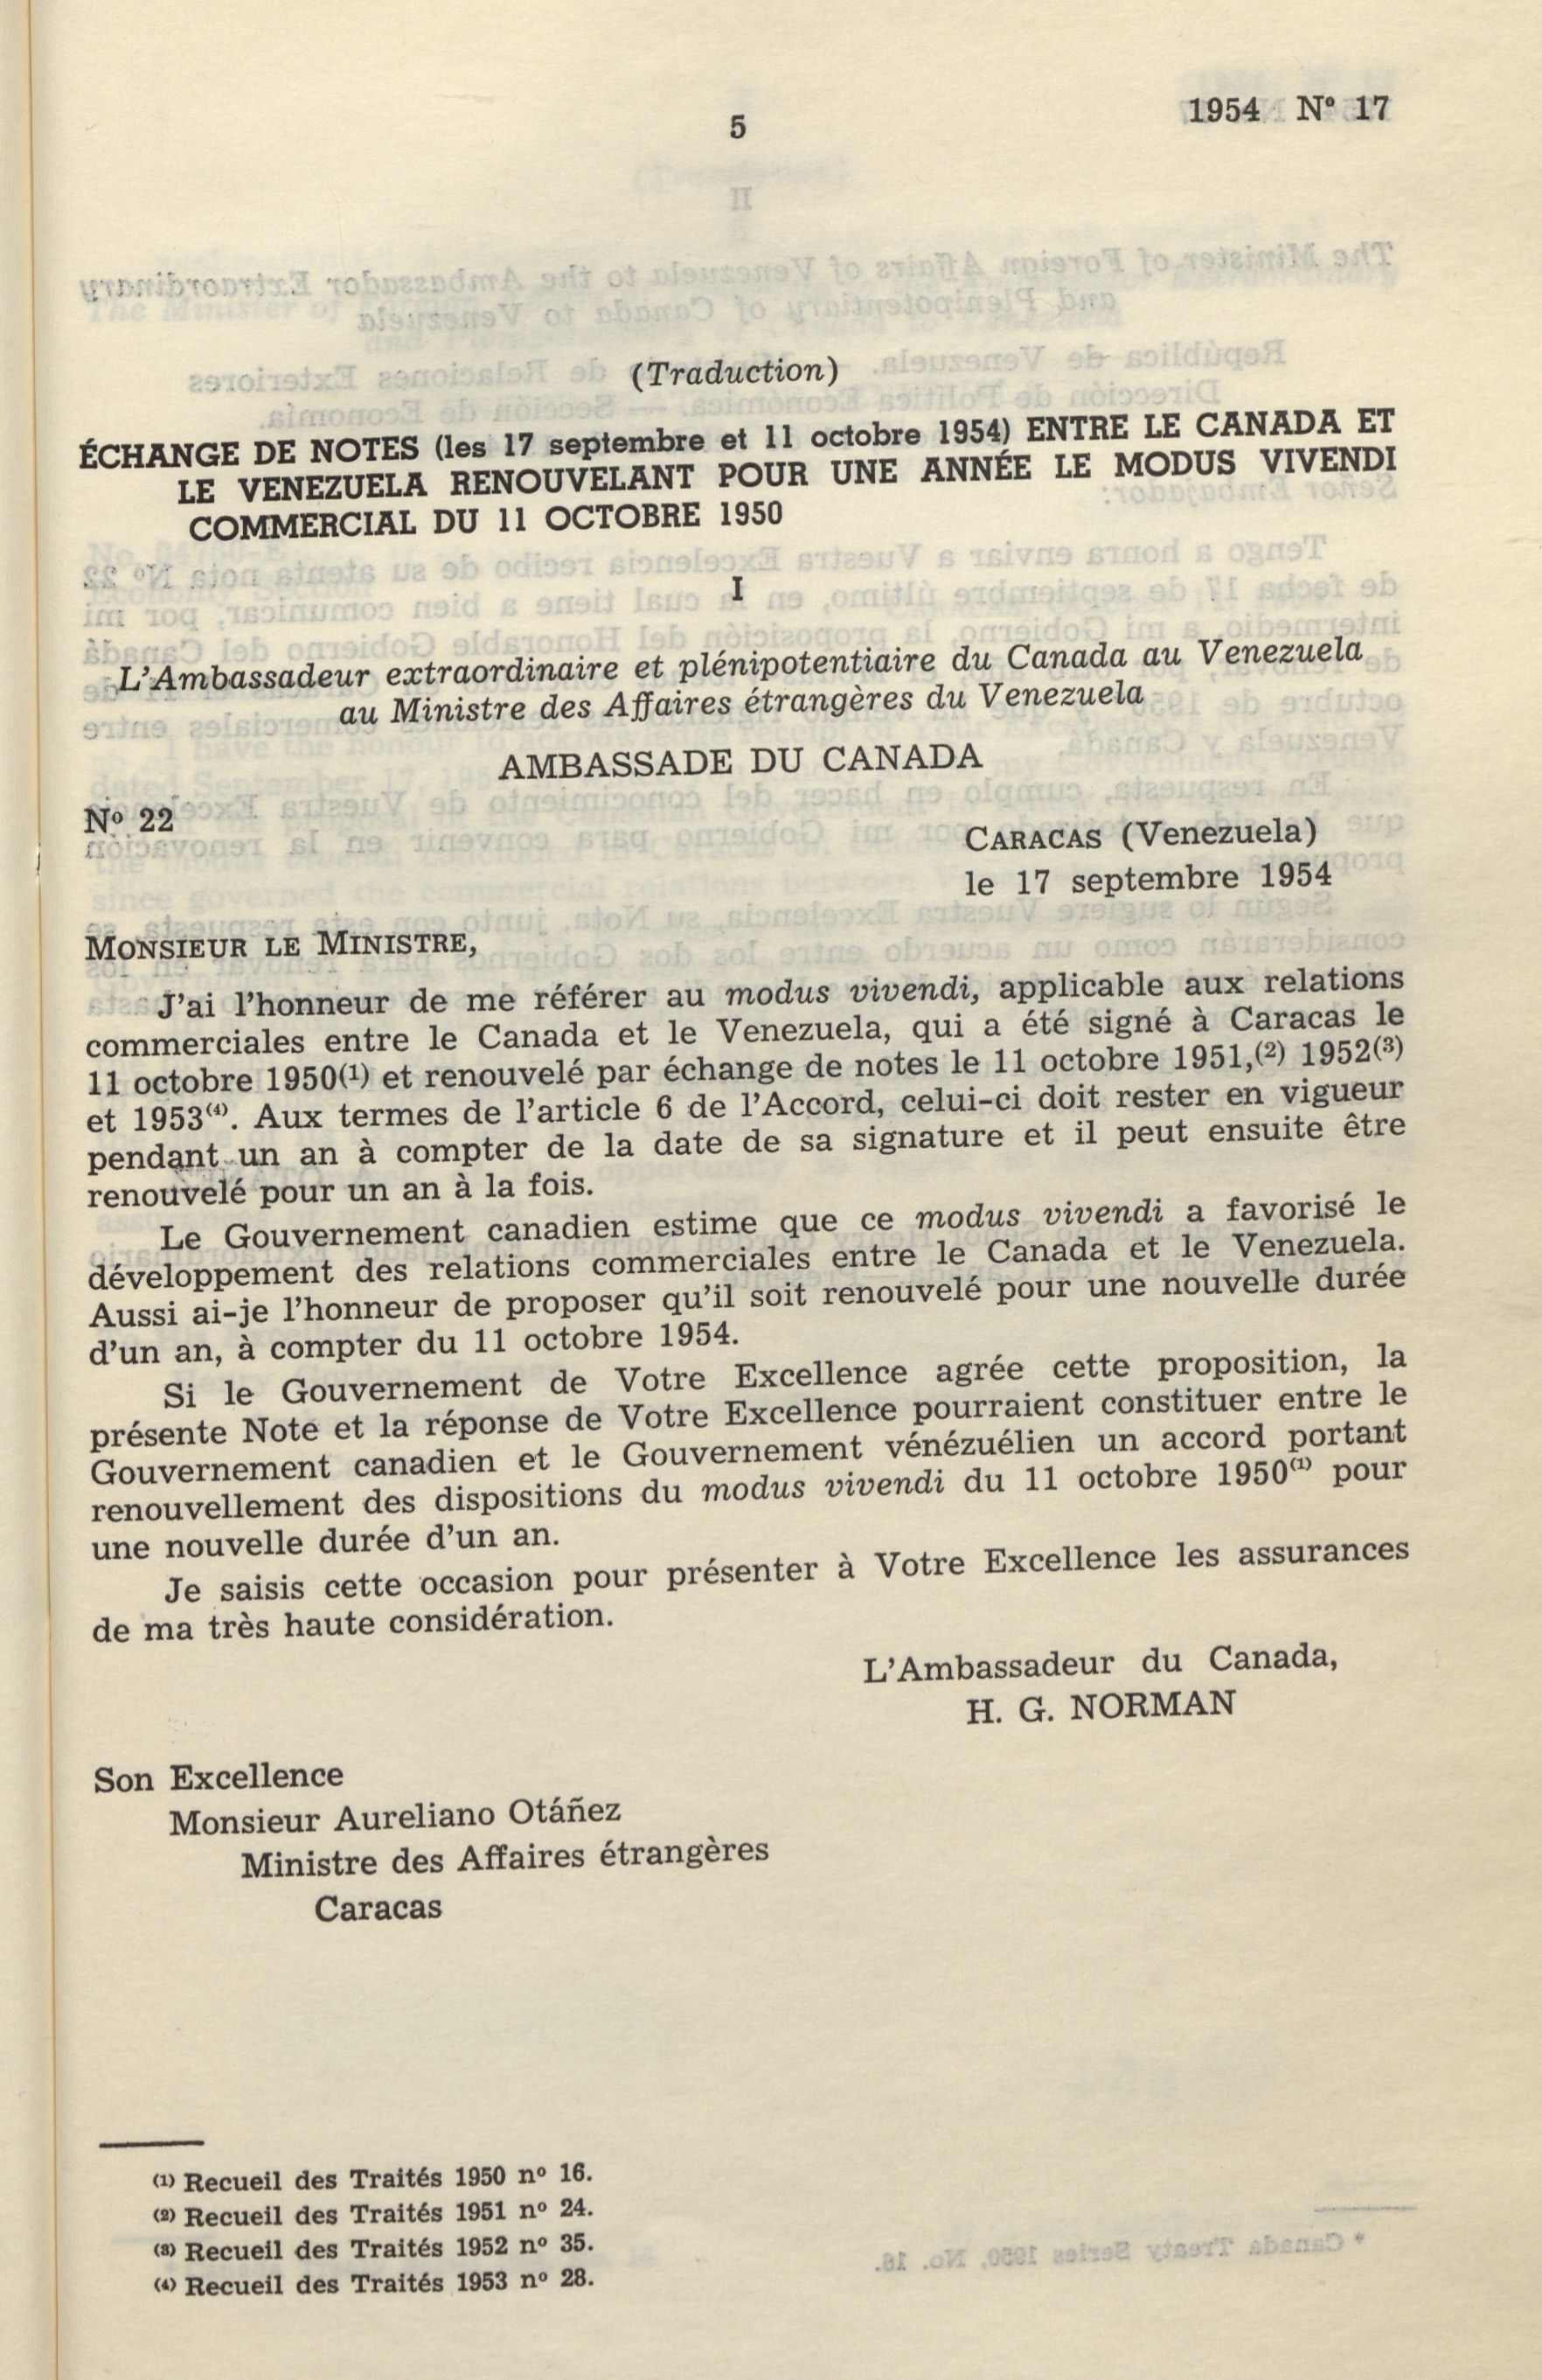 5
1954 Nº 17
(Traduction)
ÉCHANGE DE NOTES (les 17 septembre et 11 octobre 1954) ENTRE LE CANADA ET
LE VENEZUELA RENOUVELANT POUR UNE ANNÉE LE MODUS VIVENDI
COMMERCIAL DU 11 OCTOBRE 1950
I
L'Ambassadeur extraordinaire et plénipotentiaire du Canada au Venezuela
au Ministre des Affaires étrangères du Venezuela
AMBASSADE DU CANADA
Nº 22
CARACAS (Venezuela)
le 17 septembre 1954
MONSIEUR LE MINISTRE,
J'ai l'honneur de me référer au modus vivendi, applicable aux relations
commerciales entre le Canada et le Venezuela, qui a été signé à Caracas le
11 octobre 1950(1) et renouvelé par échange de notes le 11 octobre 1951,(2) 1952(3)
et 1953(4). Aux termes de l'article 6 de l'Accord, celui-ci doit rester en vigueur
pendant un an à compter de la date de sa signature et il peut ensuite être
renouvelé pour un an à la fois.
Le Gouvernement canadien estime que ce modus vivendi a favorisé le
développement des relations commerciales entre le Canada et le Venezuela.
Aussi ai-je l'honneur de proposer qu'il soit renouvelé pour une nouvelle durée
d'un an, à compter du 11 octobre 1954.
Si le Gouvernement de Votre Excellence agrée cette proposition, la
présente Note et la réponse de Votre Excellence pourraient constituer entre le
Gouvernement canadien et le Gouvernement vénézuélien un accord portant
renouvellement des dispositions du modus vivendi du 11 octobre 1950(1) pour
une nouvelle durée d'un an.
Je saisis cette occasion pour présenter à Votre Excellence les assurances
de ma très haute considération.
L'Ambassadeur du Canada,
H. G. NORMAN
Son Excellence
Monsieur Aureliano Otáñez
Ministre des Affaires étrangères
Caracas
(1) Recueil des Traités 1950 nº 16.
(2) Recueil des Traités 1951 nº 24.
(3) Recueil des Traités 1952 nº 35.
(4) Recueil des Traités 1953 nº 28.